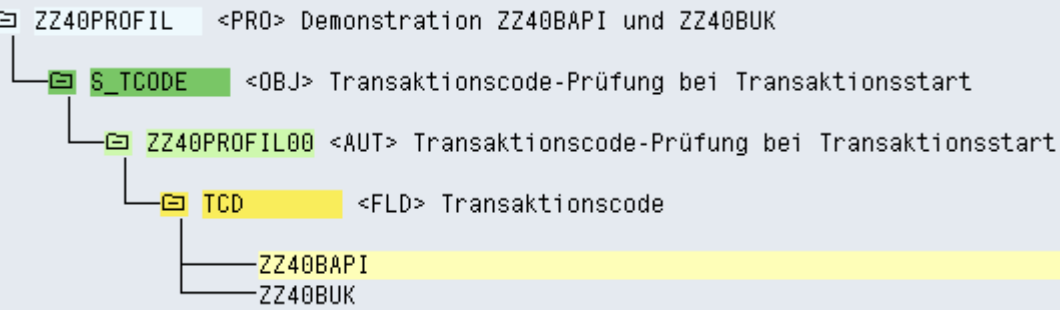 ZZ40PROFIL <PRO> Demonstration ZZ40BAPI und ZZ40BUK
S_TCODE <OBJ> Transaktionscode-Prüfung bei Transaktionsstart
ZZ40PROFIL00 <AUT> Transaktionscode-Prüfung bei Transaktionsstart
TCD <FLD> Transaktionscode
ZZ40BAPI
ZZ40BUK